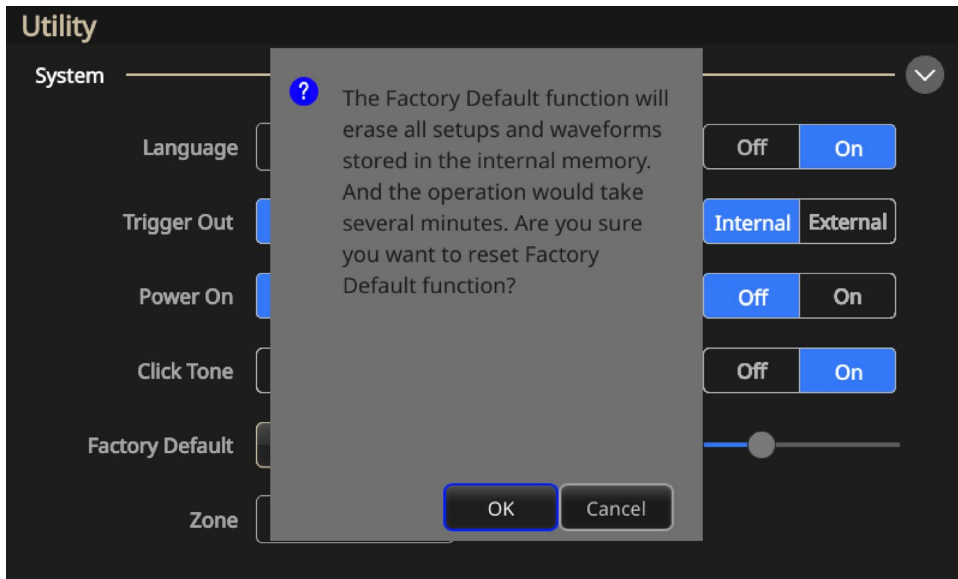 Utility
System
The Factory Default function will
erase all setups and waveforms
stored in the internal memory.
And the operation would take
several minutes. Are you sure
you want to reset Factory
Default function?
Language
Off On
Trigger Out
Internal External
Power On
Off On
Click Tone
Off On
Factory Default
Zone
OK Cancel